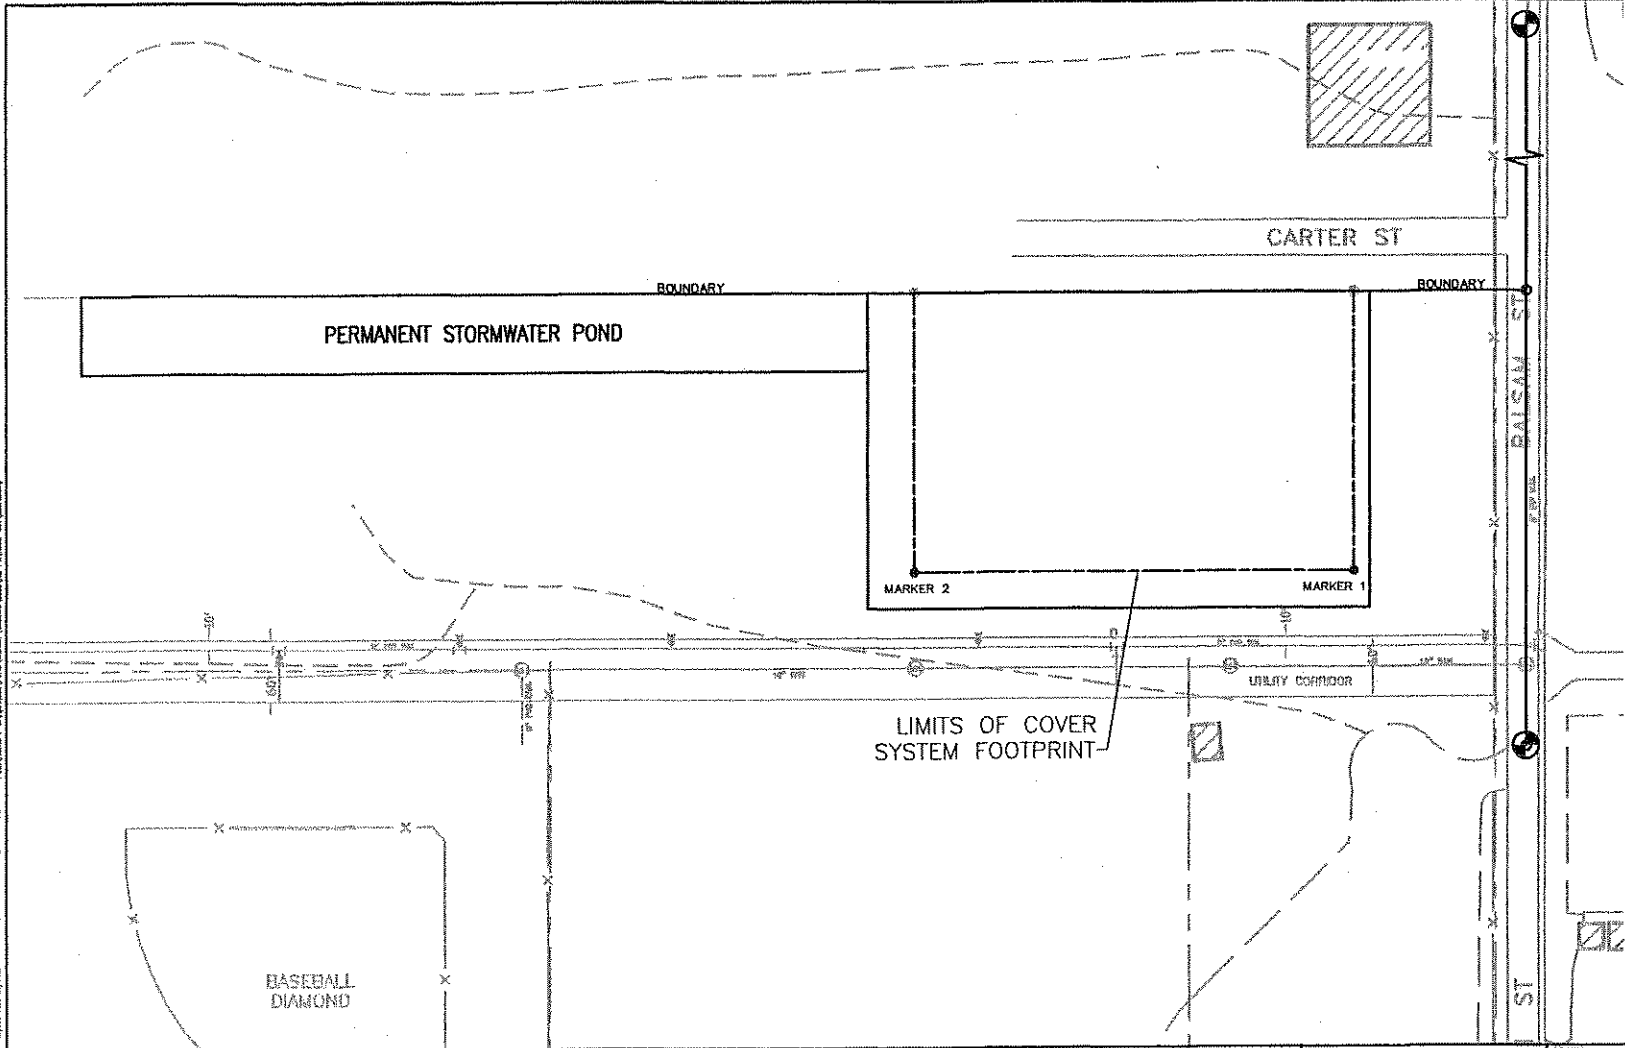 CARTER ST
BOUNDARY
BOUNDARY
PERMANENT STORMWATER POND
BALSAM ST
MARKER 2
MARKER 1
UTILITY CORRIDOR
LIMITS OF COVER
SYSTEM FOOTPRINT
BASEBALL
DIAMOND
ST